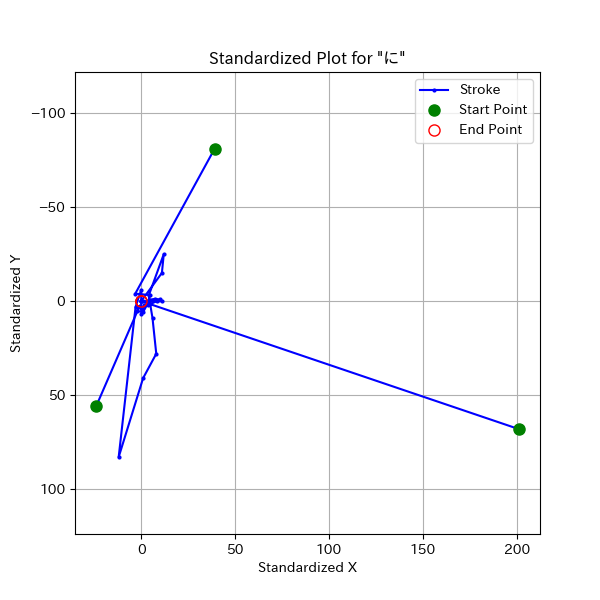 Standardized Plot for "に"
Stroke
Start Point
End Point
−100
−50
0
50
100
Standardized Y
0 50 100 150 200
Standardized X